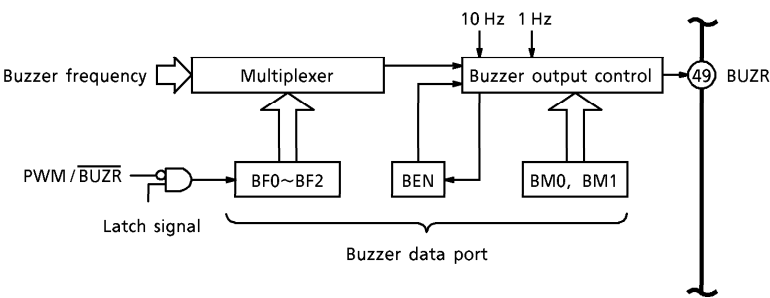 10 Hz 1 Hz
Buzzer frequency Multiplexer Buzzer output control 49 BUZR
PWM / B̅U̅Z̅R̅ BF0～BF2 BEN BM0, BM1
Latch signal
Buzzer data port